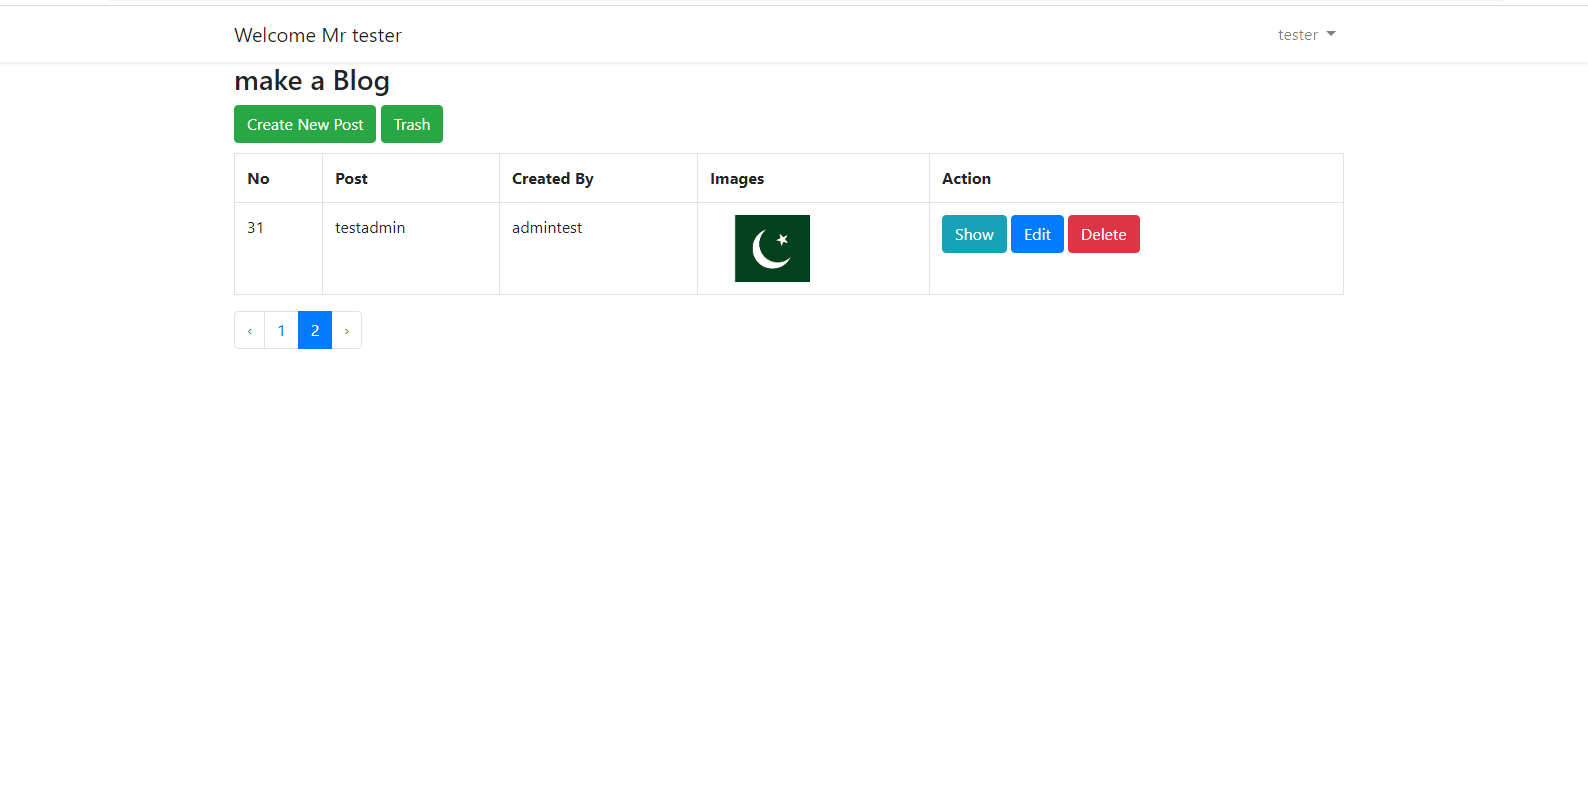 Welcome Mr tester
tester
make a Blog
Create New Post
Trash
No Post Created By Images Action
31 testadmin admintest Show Edit Delete
‹ 1 2 ›